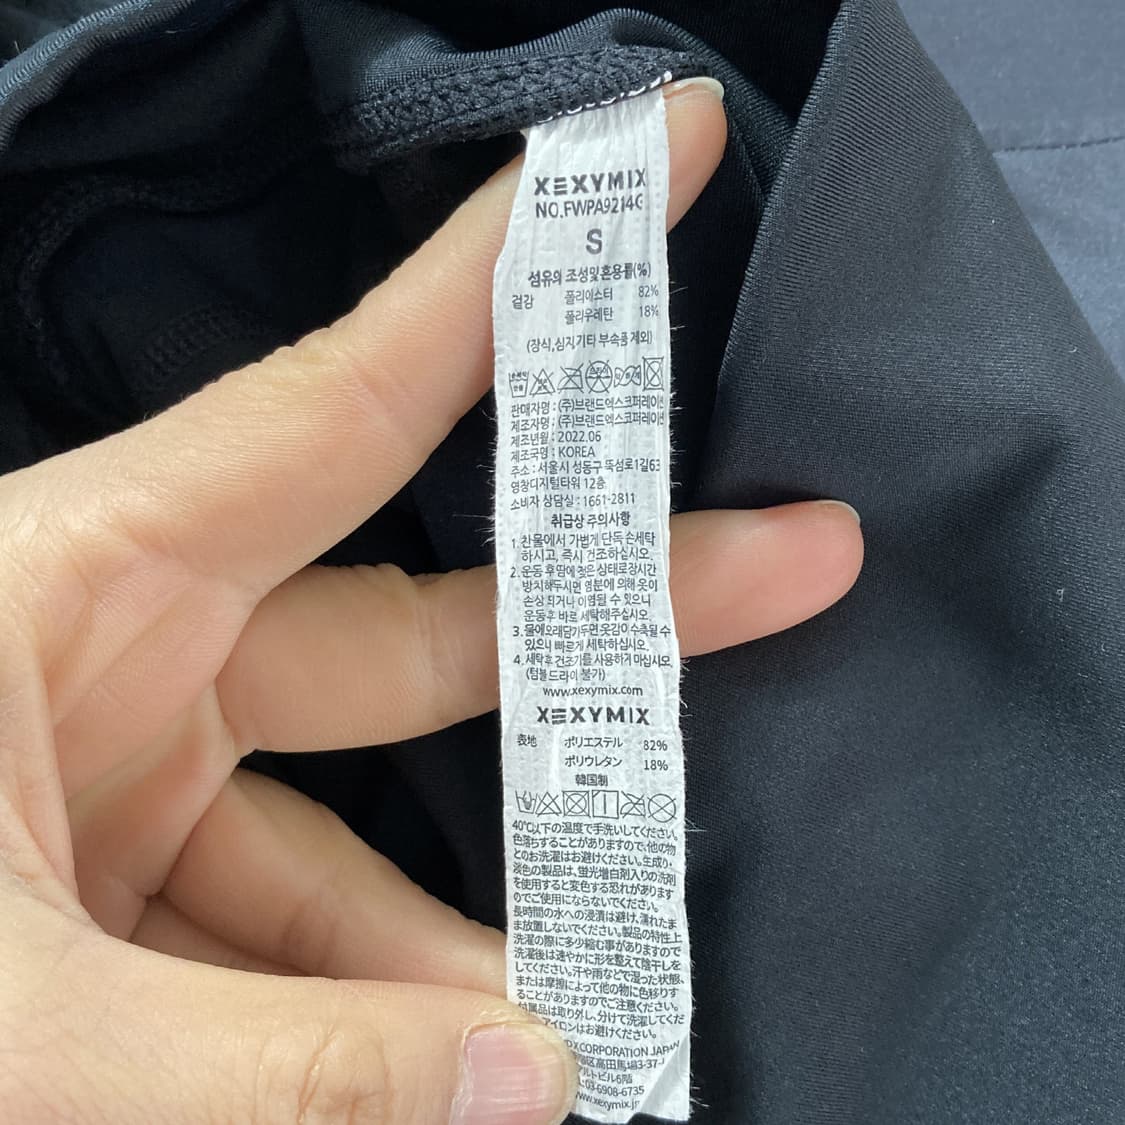 XEXYMIX
NO.FWPA9214G
S
섬유의 조성및혼용률(%)
겉감 폴리에스터 82%
폴리우레탄 18%
(장식,심지기타 부속품 제외)
판매자명 : (주)브랜드엑스코퍼레이션
제조자명 : (주)브랜드엑스코퍼레이션
제조년월 : 2022.06
제조국명 : KOREA
주소 : 서울시 성동구 뚝섬로1길63
영창디지털타워 12층
소비자 상담실 : 1661-2811
취급상 주의사항
1. 찬물에서 가볍게 단독 손세탁
하시고, 즉시 건조하십시오.
2. 운동 후 땀에 젖은 상태로장시간
방치해두시면 염분에 의해 옷이
손상 되거나 이염될 수 있으니
운동후 바로 세탁해주십시오.
3. 물에오래담가두면 옷감이 수축될 수
있으니 빠르게 세탁하십시오.
4. 세탁후 건조기를 사용하게 마십시오.
(텀블 드라이 불가)
www.xexymix.com
XEXYMIX
表地 ポリエステル 82%
ポリウレタン 18%
韓国制
40℃以下の温度で手洗いしてください。
色落ちすることがありますので、他の物
とのお洗濯はお避けください。生成り・
淡色の製品は、蛍光増白剤入りの洗剤
を使用すると変色する恐れがあります
のでご使用にならないでください。
長時間の水への浸漬は避け、濡れたま
ま放置しないでください。製品の特性上
洗濯の際に多少縮む事がありますので
洗濯後は速やかに形を整えて陰干しを
してください。汗や雨などで湿った状態、
または摩擦によって他の物に色移りす
ることがありますのでご注意ください。
付属品は取り外し、分けて洗濯してくだ
アイロンはお避けください。
CORPORATION JAPAN
区高田馬場3-37-
ルトビル6階
03-6908-6735
www.xexymix.jp